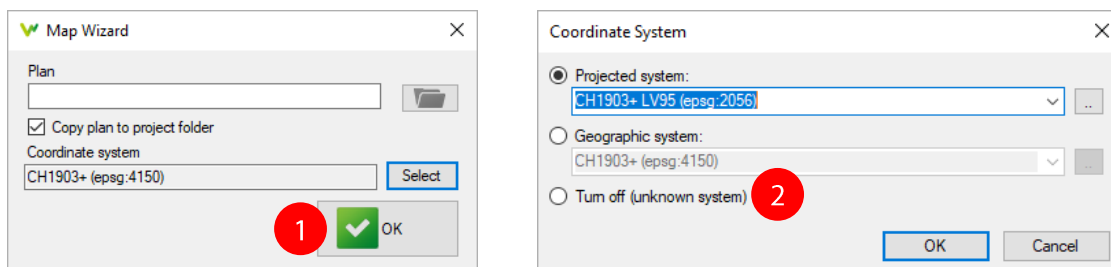 Map Wizard
Plan
Copy plan to project folder
Coordinate system
CH1903+ (epsg:4150)
Select
1
OK
Coordinate System
Projected system:
CH1903+ LV95 (epsg:2056)
..
Geographic system:
CH1903+ (epsg:4150)
..
Turn off (unknown system)
2
OK
Cancel